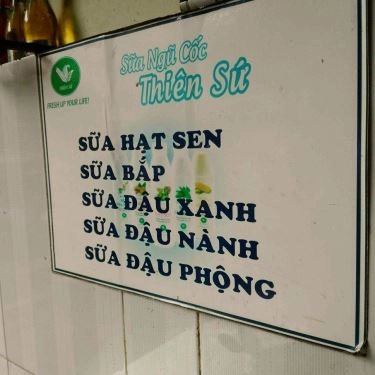 Sữa Ngũ Cốc
Thiên Sứ
FRESH UP YOUR LIFE!
SỮA HẠT SEN
SỮA BẮP
SỮA ĐẬU XANH
SỮA ĐẬU NÀNH
SỮA ĐẬU PHỘNG